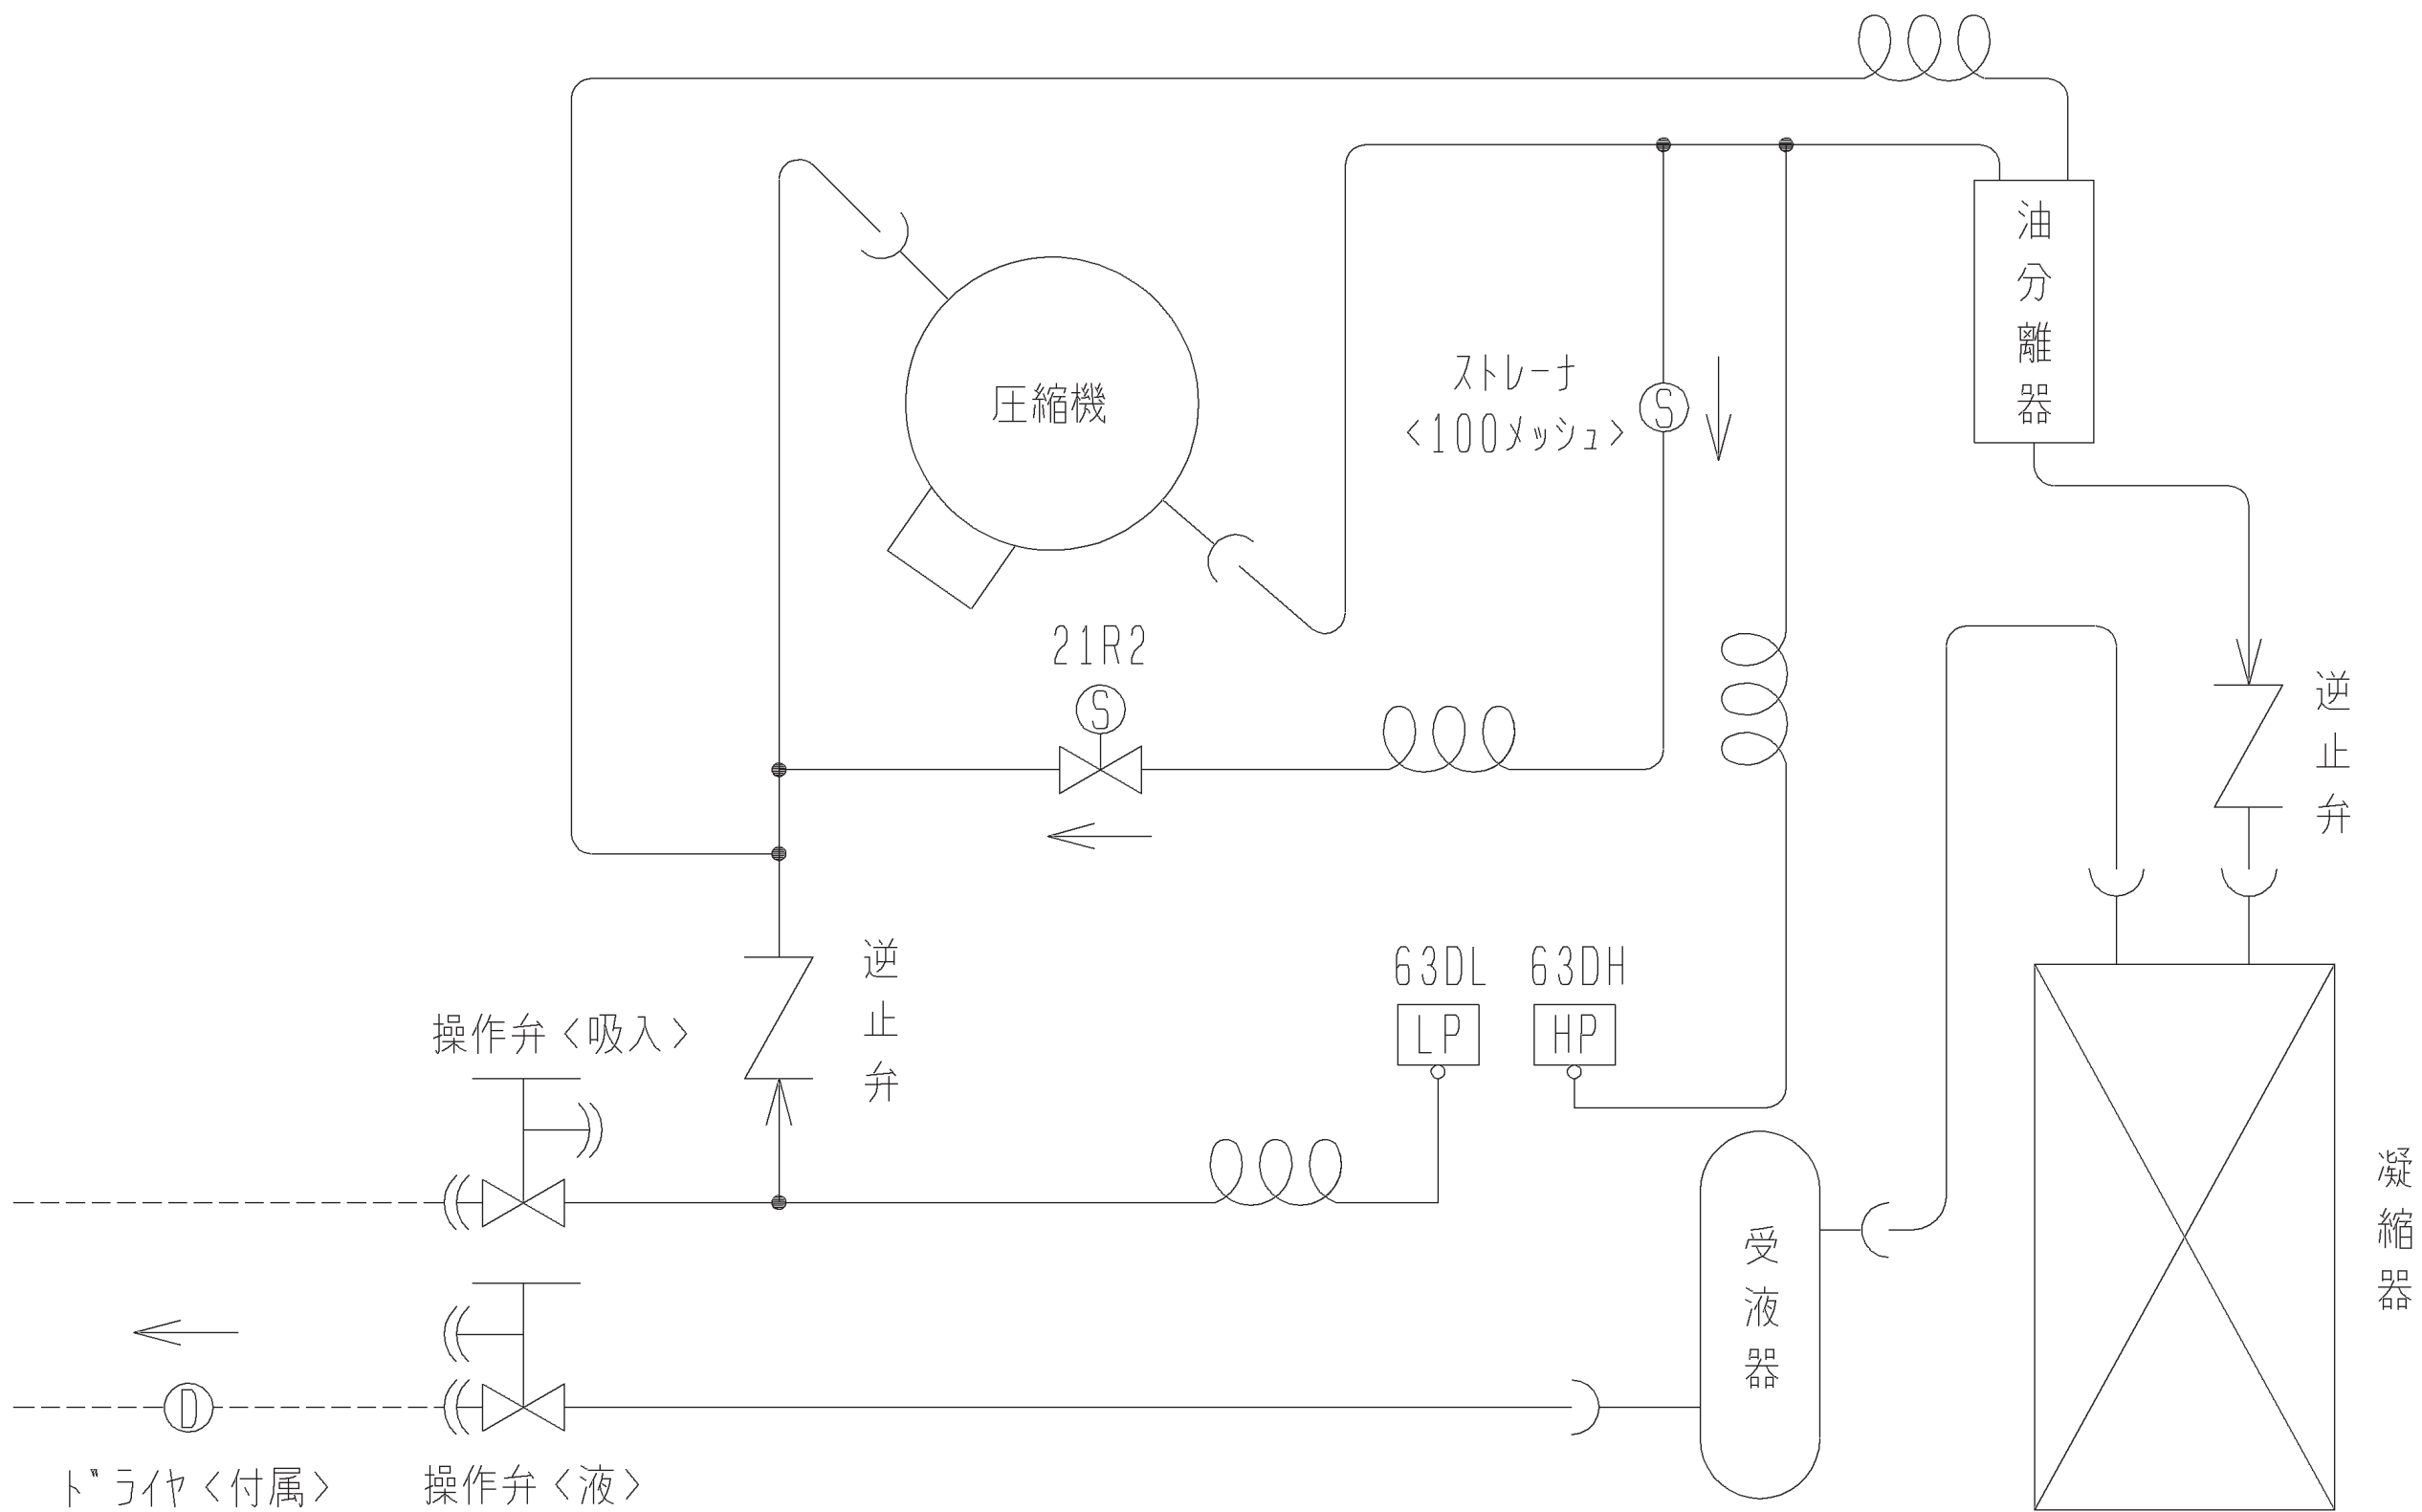 油分離器
圧縮機
ストレーナ
<100メッシュ>
S
21R2
S
逆止弁
逆止弁
63DL
63DH
LP
HP
操作弁<吸入>
凝縮器
受液器
D
ドライヤ<付属>
操作弁<液>